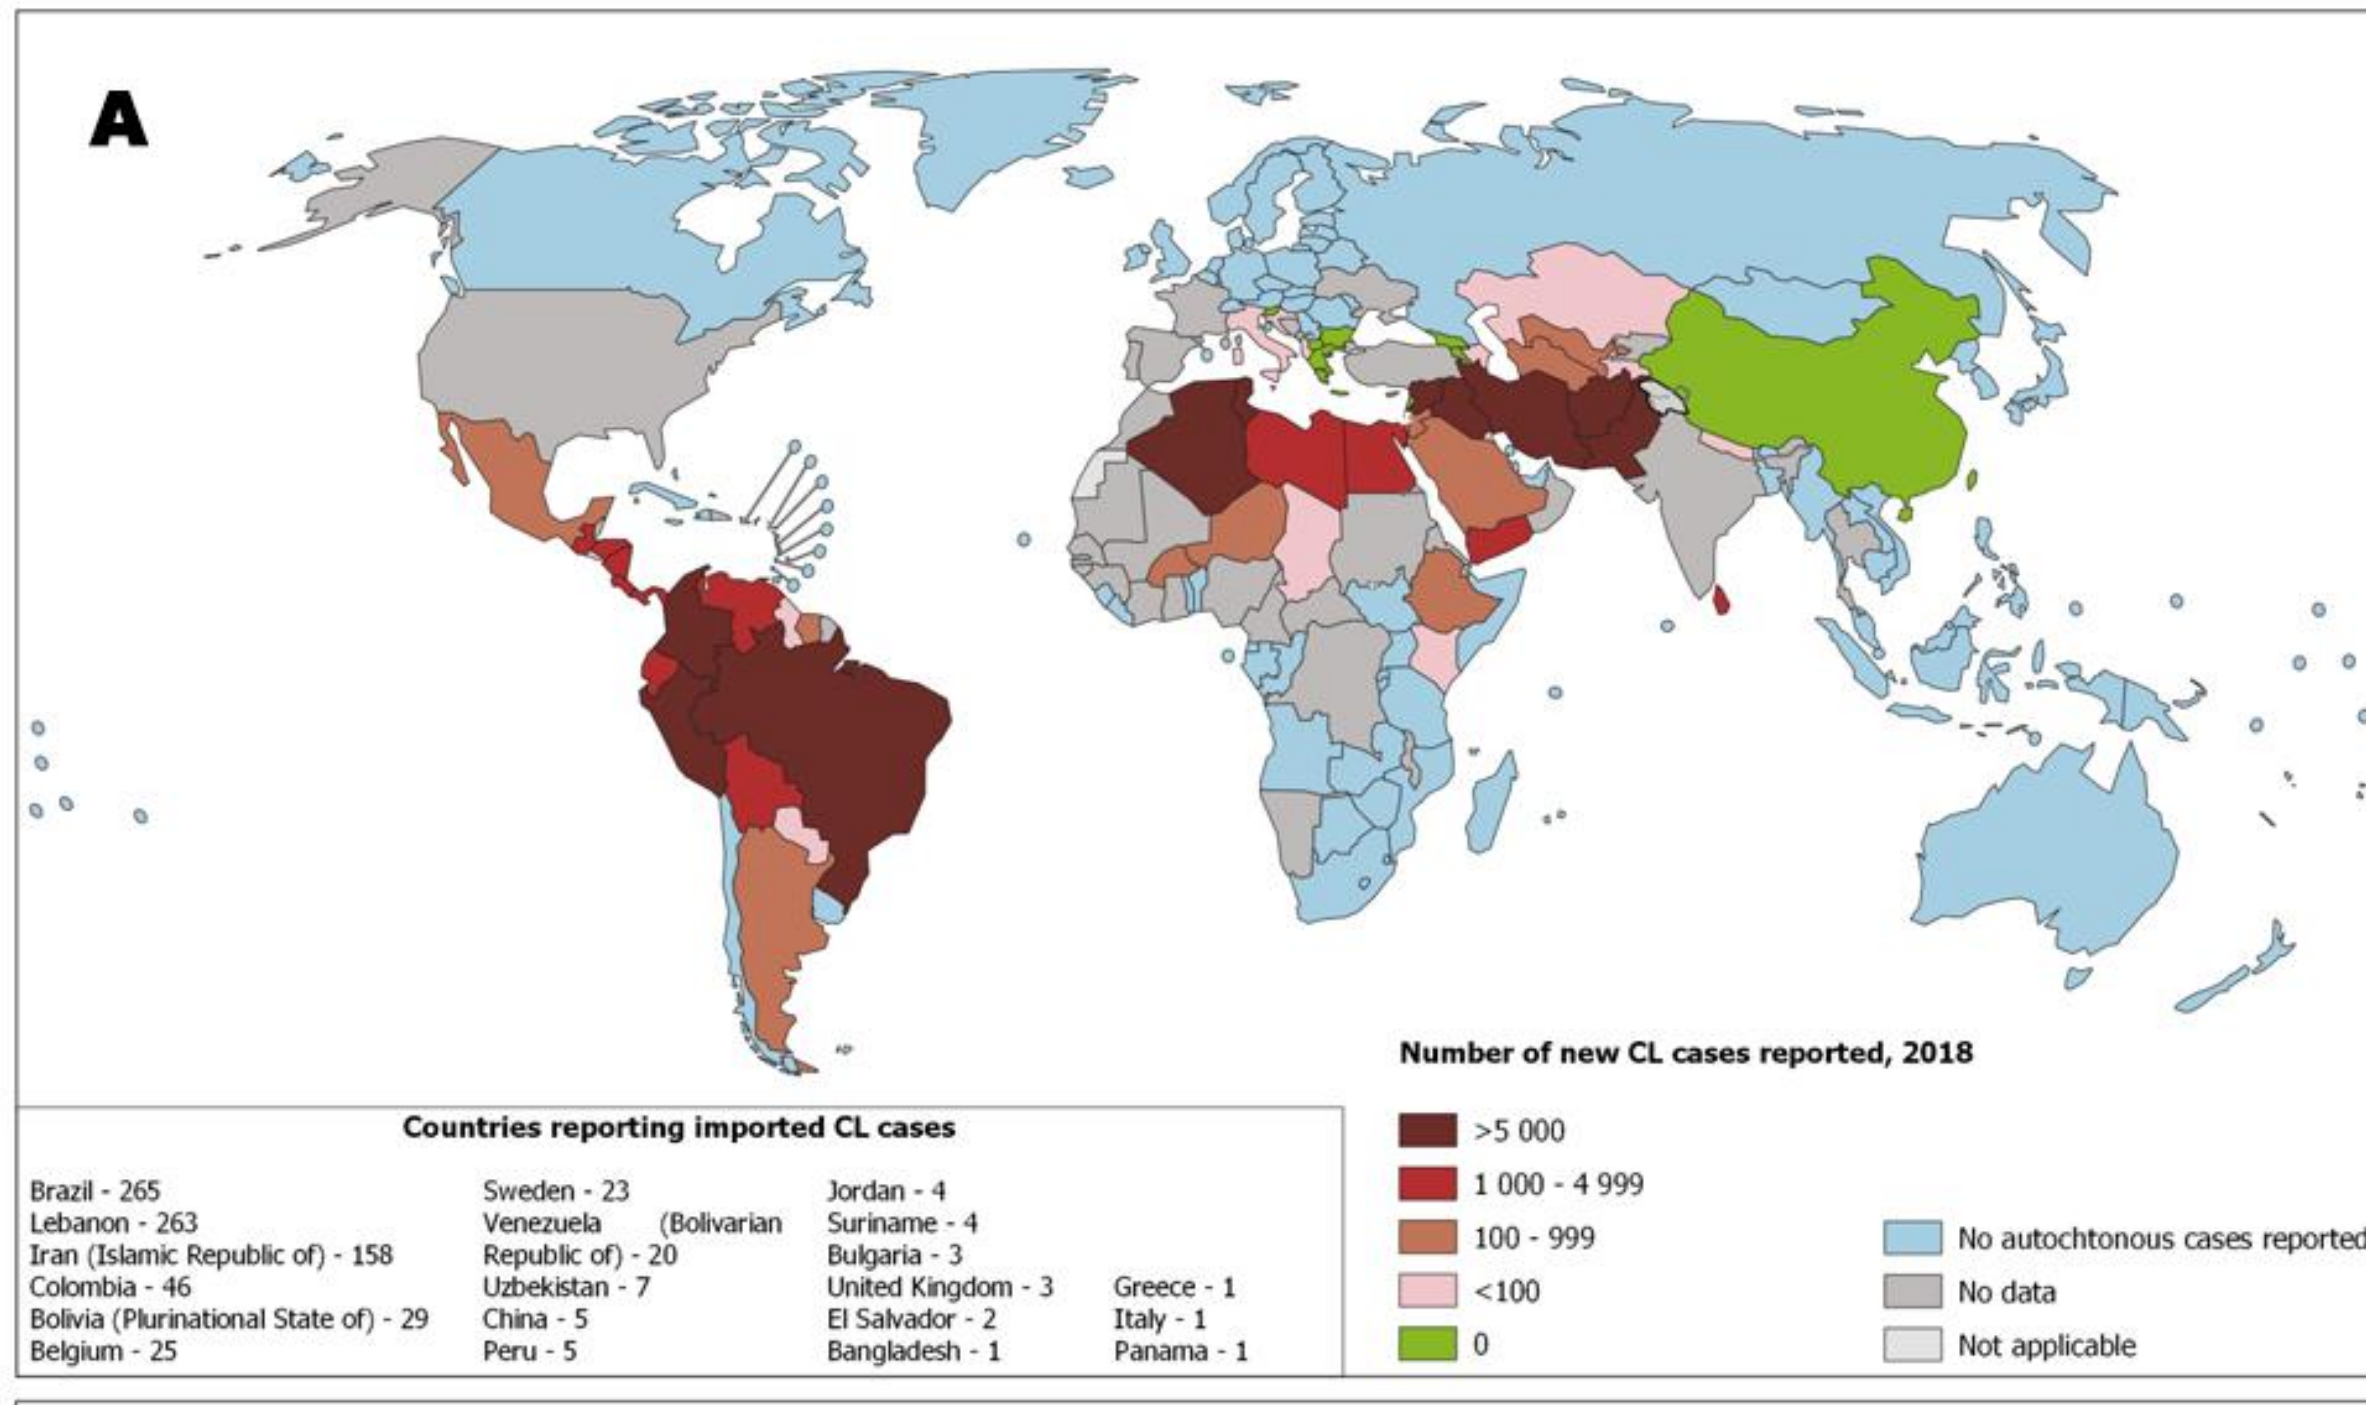 A
Number of new CL cases reported, 2018
>5 000
1 000 - 4 999
100 - 999
<100
0
No autochtonous cases reported
No data
Not applicable
Countries reporting imported CL cases
Brazil - 265
Lebanon - 263
Iran (Islamic Republic of) - 158
Colombia - 46
Bolivia (Plurinational State of) - 29
Belgium - 25
Sweden - 23
Venezuela (Bolivarian
Republic of) - 20
Uzbekistan - 7
China - 5
Peru - 5
Jordan - 4
Suriname - 4
Bulgaria - 3
United Kingdom - 3
El Salvador - 2
Bangladesh - 1
Greece - 1
Italy - 1
Panama - 1